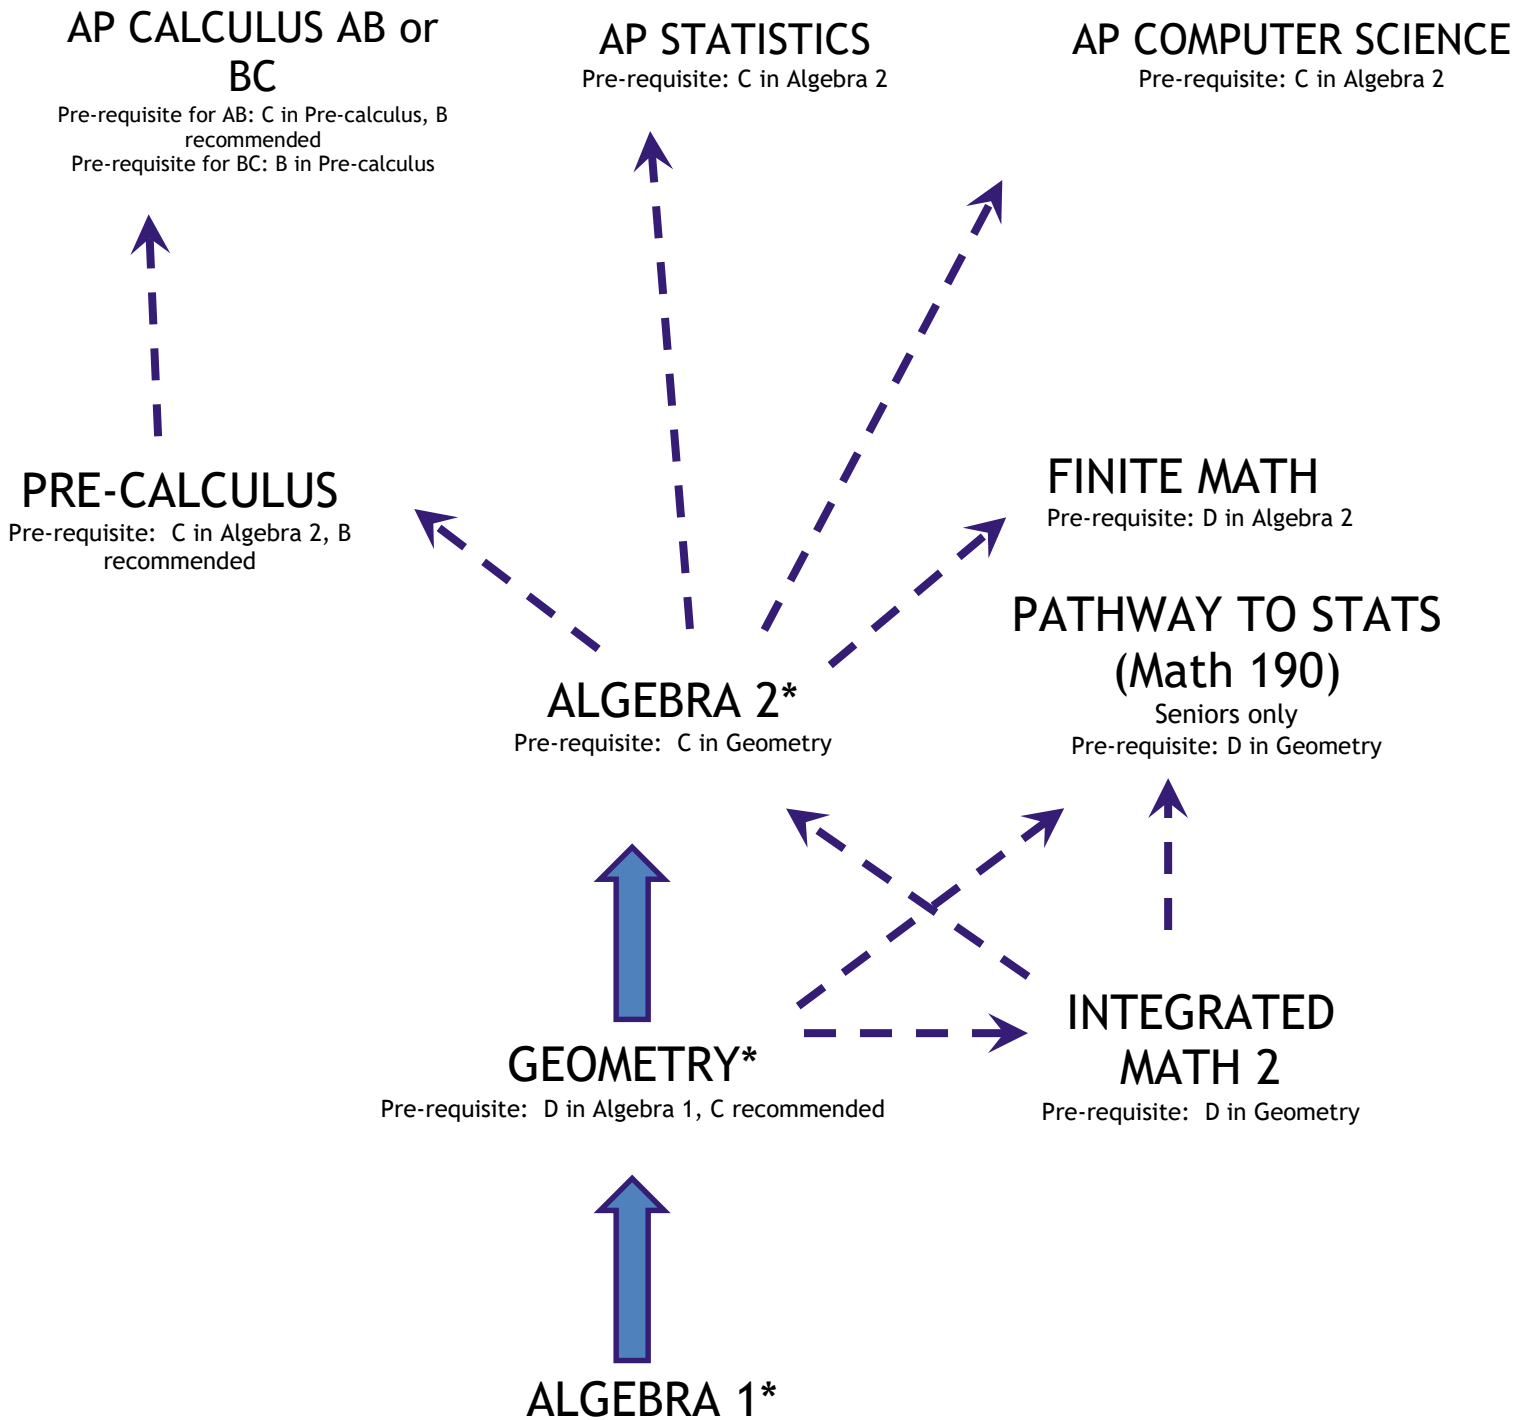 AP CALCULUS AB or
BC
Pre-requisite for AB: C in Pre-calculus, B
recommended
Pre-requisite for BC: B in Pre-calculus
AP STATISTICS
Pre-requisite: C in Algebra 2
AP COMPUTER SCIENCE
Pre-requisite: C in Algebra 2
PRE-CALCULUS
Pre-requisite:  C in Algebra 2, B
recommended
FINITE MATH
Pre-requisite: D in Algebra 2
PATHWAY TO STATS
(Math 190)
Seniors only
Pre-requisite: D in Geometry
ALGEBRA 2*
Pre-requisite:  C in Geometry
INTEGRATED
MATH 2
Pre-requisite:  D in Geometry
GEOMETRY*
Pre-requisite:  D in Algebra 1, C recommended
ALGEBRA 1*